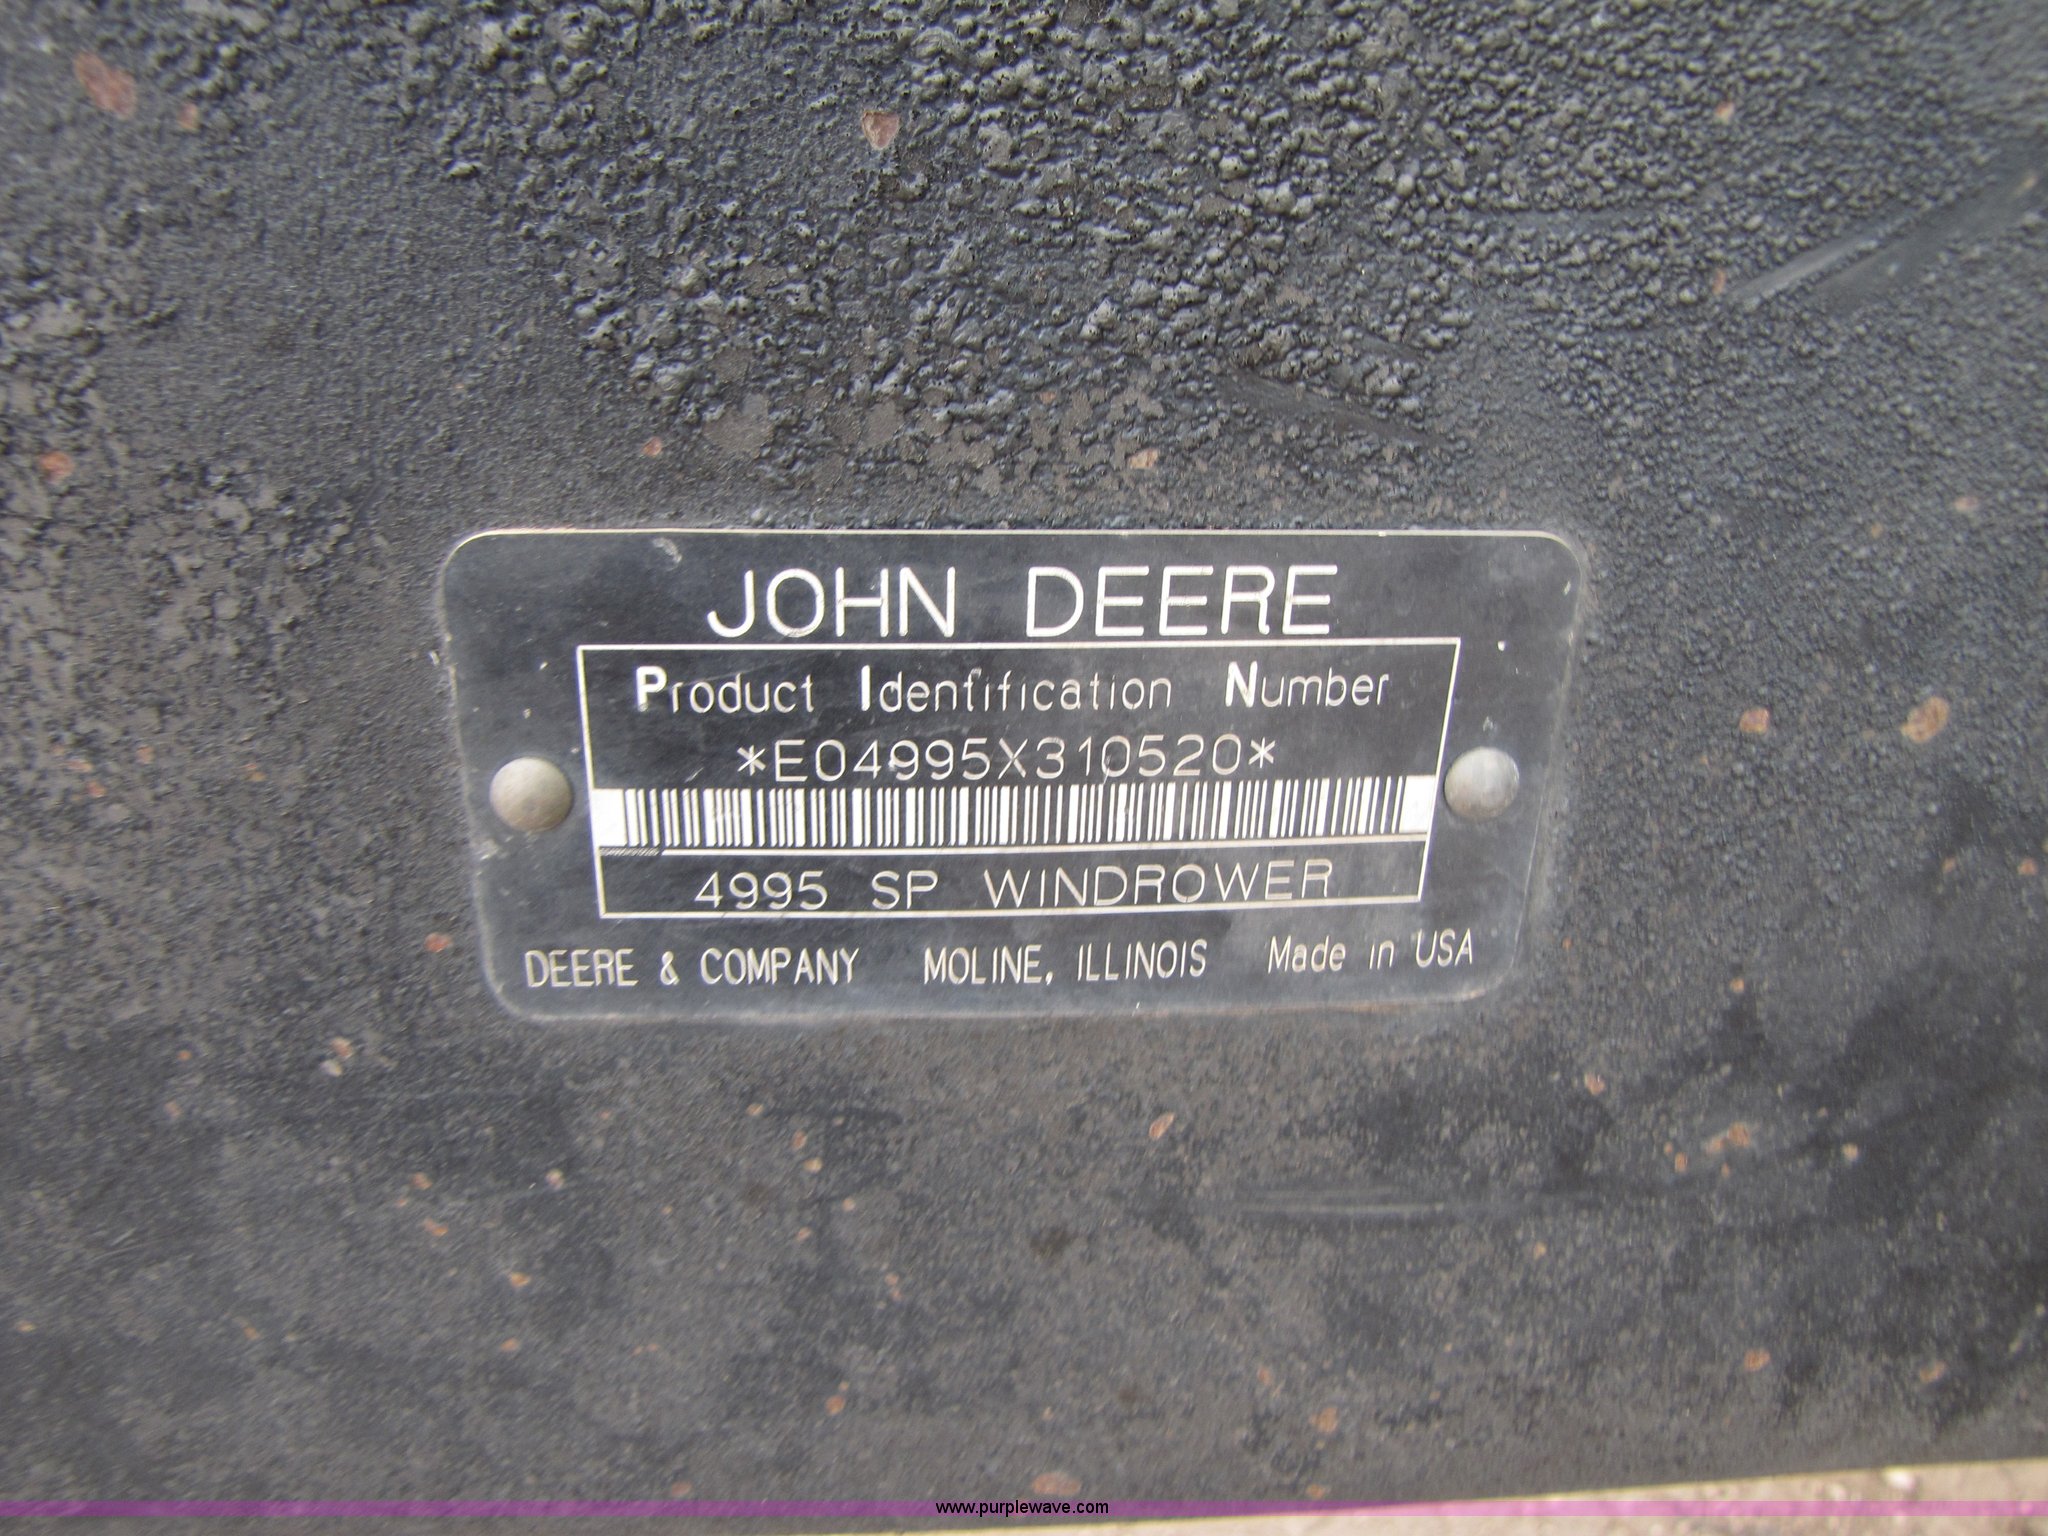 JOHN DEERE
Product Identification Number
*E04995X310520*
4995 SP WINDROWER
DEERE & COMPANY MOLINE, ILLINOIS Made in USA
www.purplewave.com